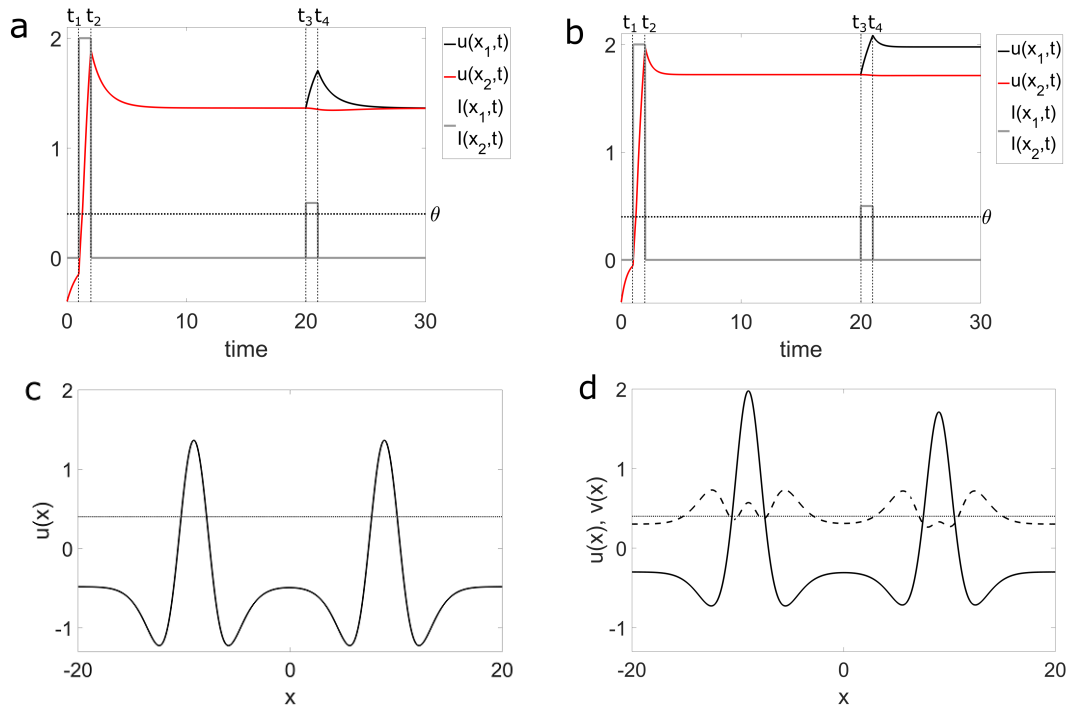 a
t1 t2
t3 t4
2
1
0
θ
0 10 20 30
time
u(x1,t)
u(x2,t)
I(x1,t)
I(x2,t)
b
t1 t2
t3 t4
2
1
0
θ
0 10 20 30
time
u(x1,t)
u(x2,t)
I(x1,t)
I(x2,t)
c
2
1
0
-1
u(x)
-20 0 20
x
d
2
1
0
-1
u(x), v(x)
-20 0 20
x